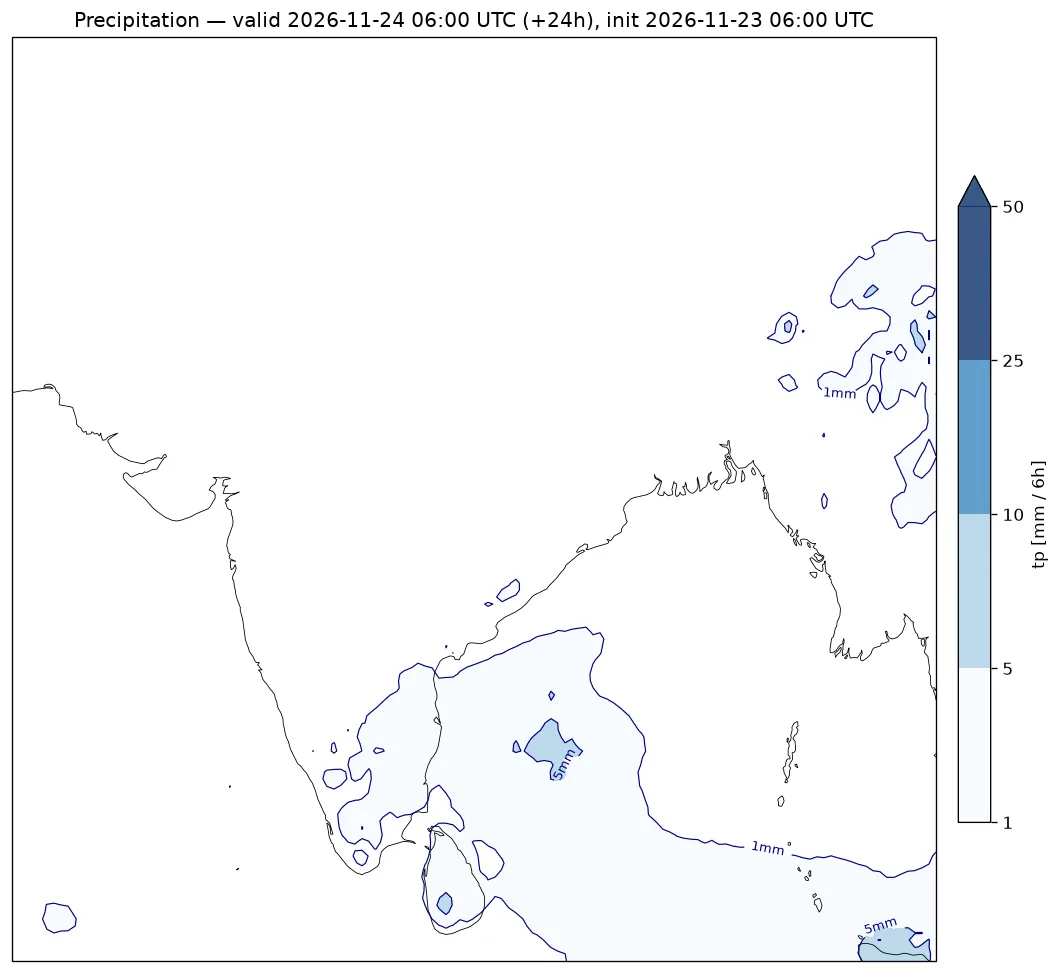 Precipitation — valid 2026-11-24 06:00 UTC (+24h), init 2026-11-23 06:00 UTC
50
25
10
5
1
tp [mm / 6h]
1mm
5mm
1mm
5mm